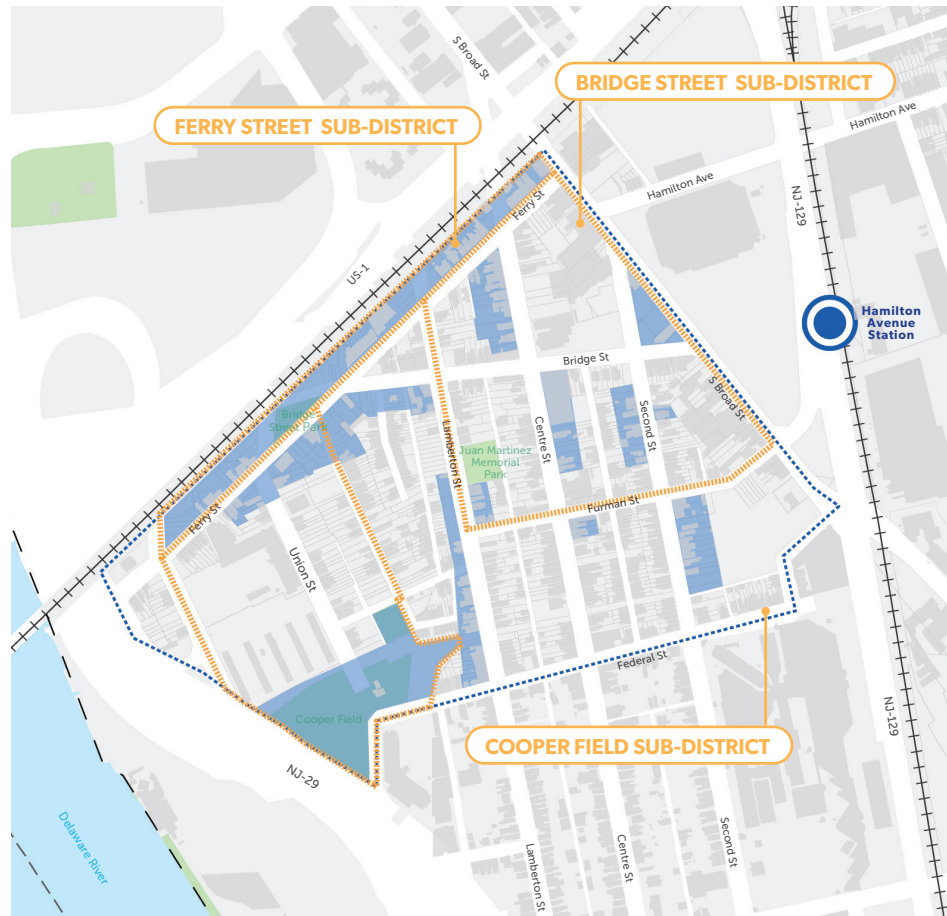 S Broad St
BRIDGE STREET SUB-DISTRICT
FERRY STREET SUB-DISTRICT
Hamilton Ave
Hamilton Ave
NJ-129
Ferry St
US-1
Hamilton
Avenue
Station
Bridge St
S Broad St
Bridge
Street Park
Lamberton St
Centre St
Second St
Juan Martinez
Memorial
Park
Furman St
Ferry St
Union St
Federal St
Cooper Field
NJ-129
COOPER FIELD SUB-DISTRICT
NJ-29
Delaware River
Lamberton St
Centre St
Second St